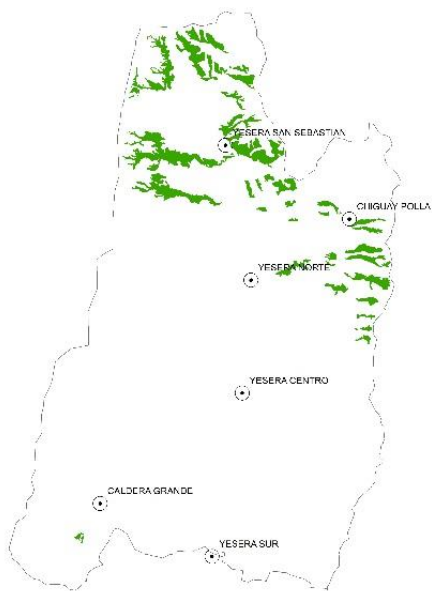 YESERA SAN SEBASTIAN
CHIGUAY POLLA
YESERA NORTE
YESERA CENTRO
CALDERA GRANDE
YESERA SUR